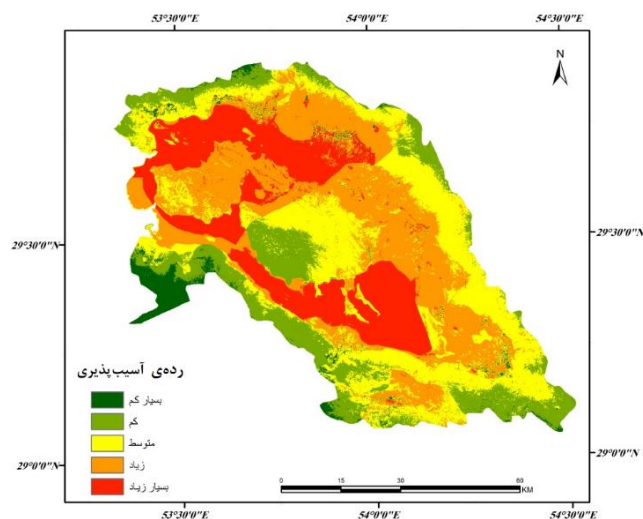 53°30'0"E 54°0'0"E 54°30'0"E
N
29°30'0"N 29°30'0"N
رده‌ی آسیب‌پذیری
بسیار کم
کم
متوسط
زیاد
بسیار زیاد
29°0'0"N 29°0'0"N
0 15 30 60
KM
53°30'0"E 54°0'0"E 54°30'0"E